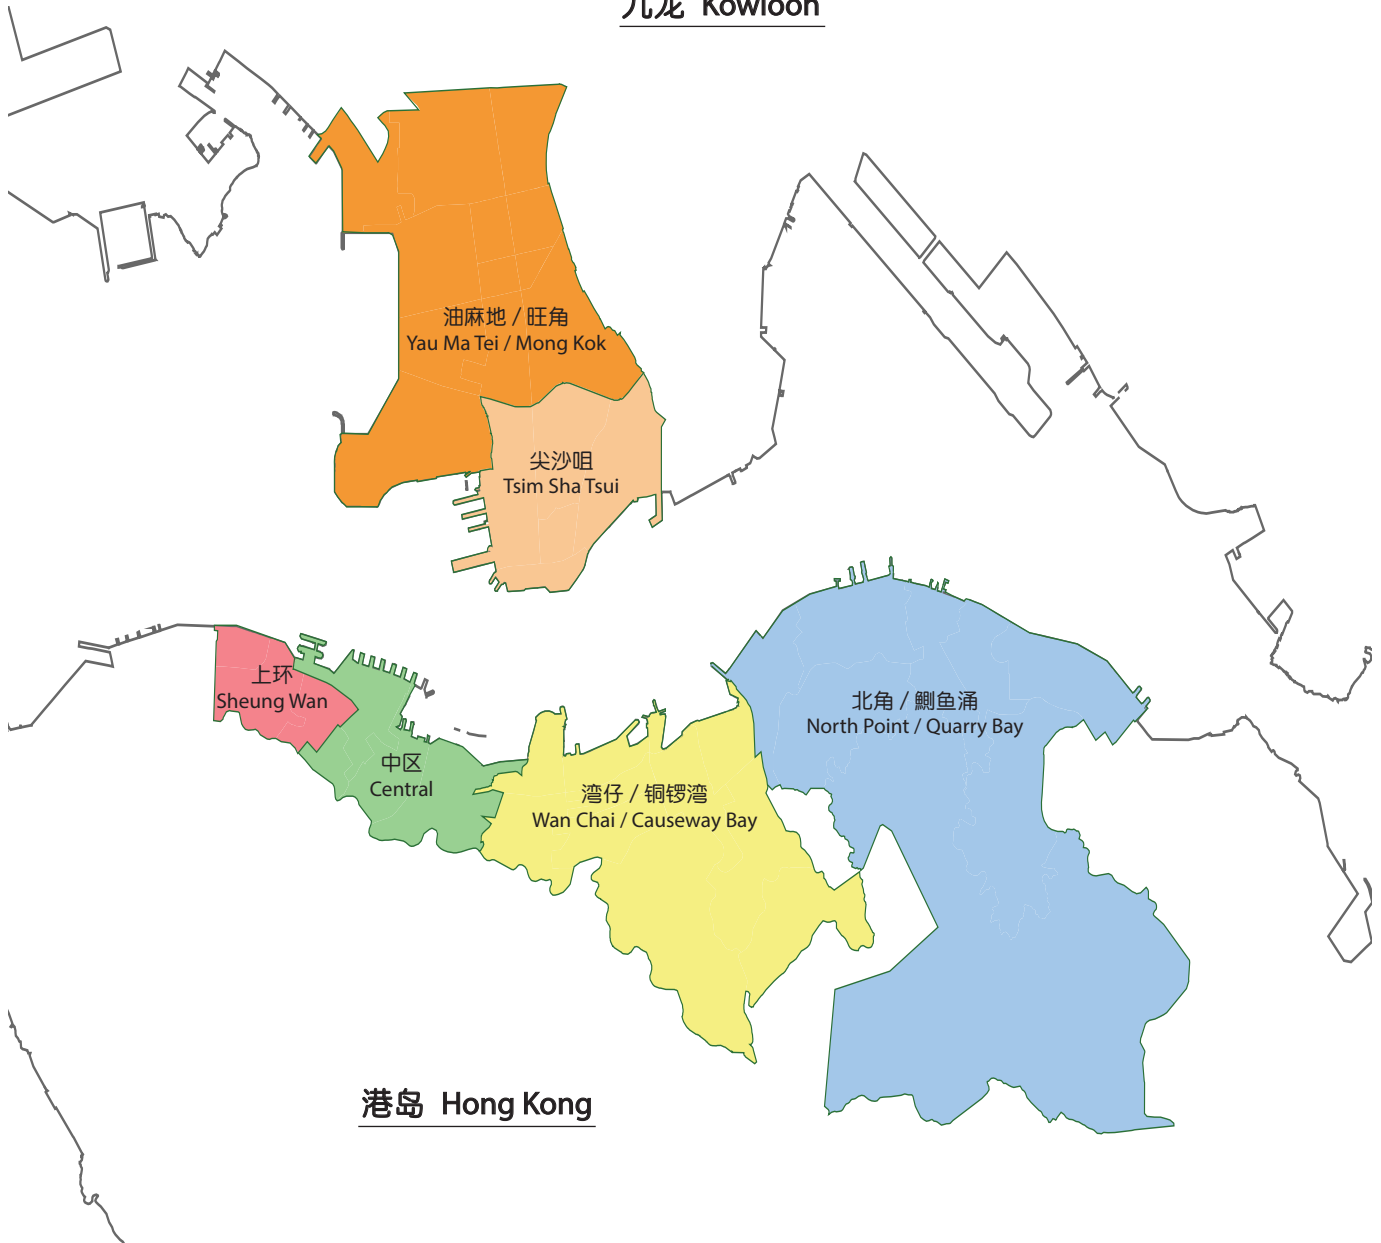 九龙 Kowloon
油麻地 / 旺角
Yau Ma Tei / Mong Kok
尖沙咀
Tsim Sha Tsui
上环
Sheung Wan
北角 / 鰂鱼涌
North Point / Quarry Bay
中区
Central
湾仔 / 铜锣湾
Wan Chai / Causeway Bay
港岛 Hong Kong